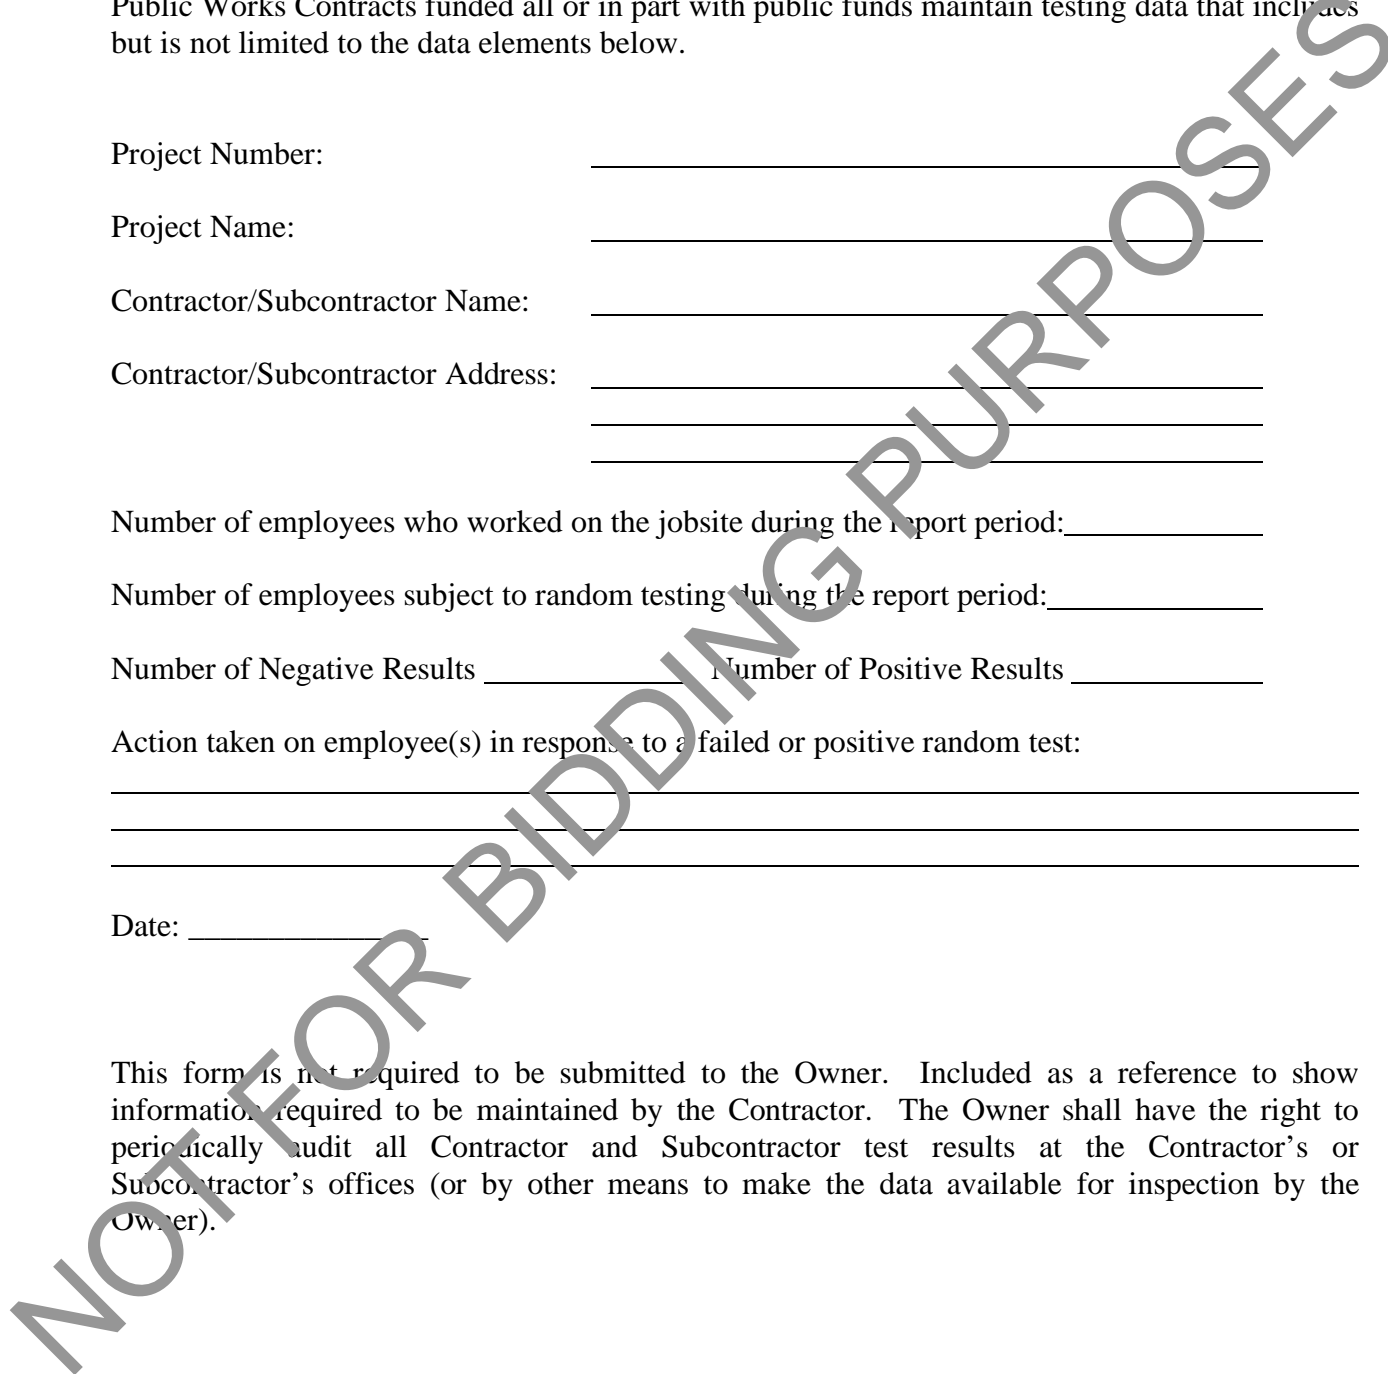 Public Works Contracts funded all or in part with public funds maintain testing data that includes
but is not limited to the data elements below.
Project Number:
Project Name:
Contractor/Subcontractor Name:
Contractor/Subcontractor Address:
Number of employees who worked on the jobsite during the report period:
Number of employees subject to random testing during the report period:
Number of Negative Results Number of Positive Results
Action taken on employee(s) in response to a failed or positive random test:
Date: _______________
This form is not required to be submitted to the Owner. Included as a reference to show
information required to be maintained by the Contractor. The Owner shall have the right to
periodically audit all Contractor and Subcontractor test results at the Contractor’s or
Subcontractor’s offices (or by other means to make the data available for inspection by the
Owner).
NOT FOR BIDDING PURPOSES